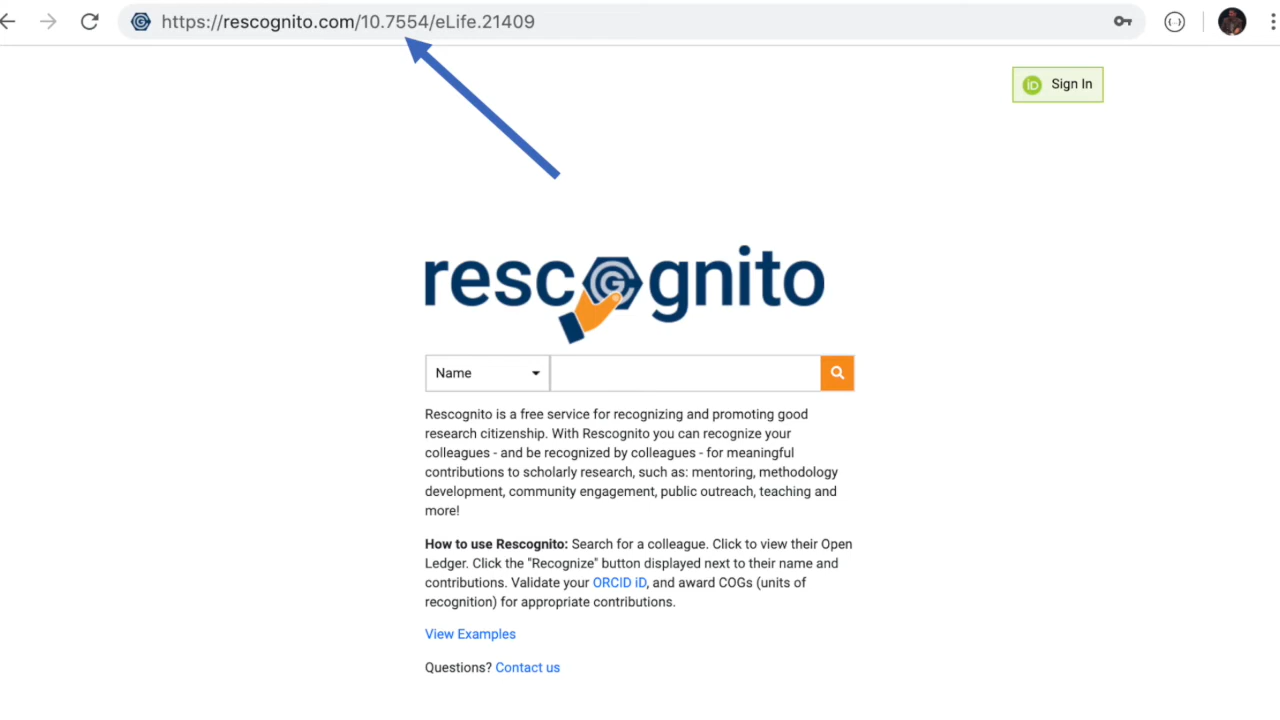 https://rescognito.com/10.7554/eLife.21409
iD Sign In
rescognito
Name
Rescognito is a free service for recognizing and promoting good
research citizenship. With Rescognito you can recognize your
colleagues - and be recognized by colleagues - for meaningful
contributions to scholarly research, such as: mentoring, methodology
development, community engagement, public outreach, teaching and
more!
How to use Rescognito: Search for a colleague. Click to view their Open
Ledger. Click the "Recognize" button displayed next to their name and
contributions. Validate your ORCID iD, and award COGs (units of
recognition) for appropriate contributions.
View Examples
Questions? Contact us